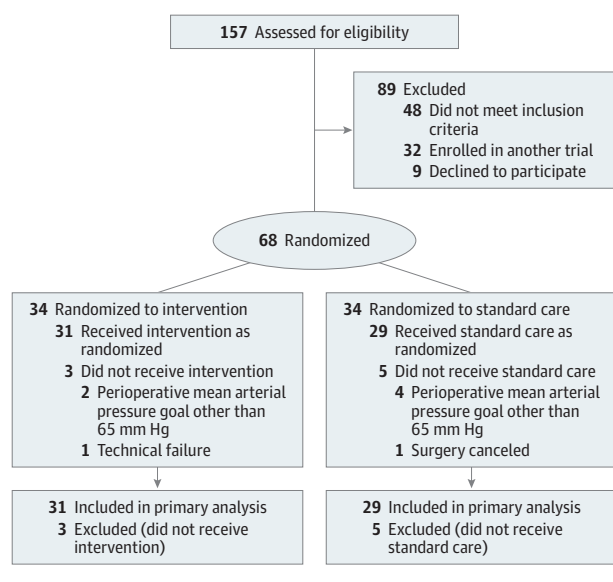 157 Assessed for eligibility
89 Excluded
48 Did not meet inclusion
criteria
32 Enrolled in another trial
9 Declined to participate
68 Randomized
34 Randomized to intervention
31 Received intervention as
randomized
3 Did not receive intervention
2 Perioperative mean arterial
pressure goal other than
65 mm Hg
1 Technical failure
34 Randomized to standard care
29 Received standard care as
randomized
5 Did not receive standard care
4 Perioperative mean arterial
pressure goal other than
65 mm Hg
1 Surgery canceled
31 Included in primary analysis
3 Excluded (did not receive
intervention)
29 Included in primary analysis
5 Excluded (did not receive
standard care)